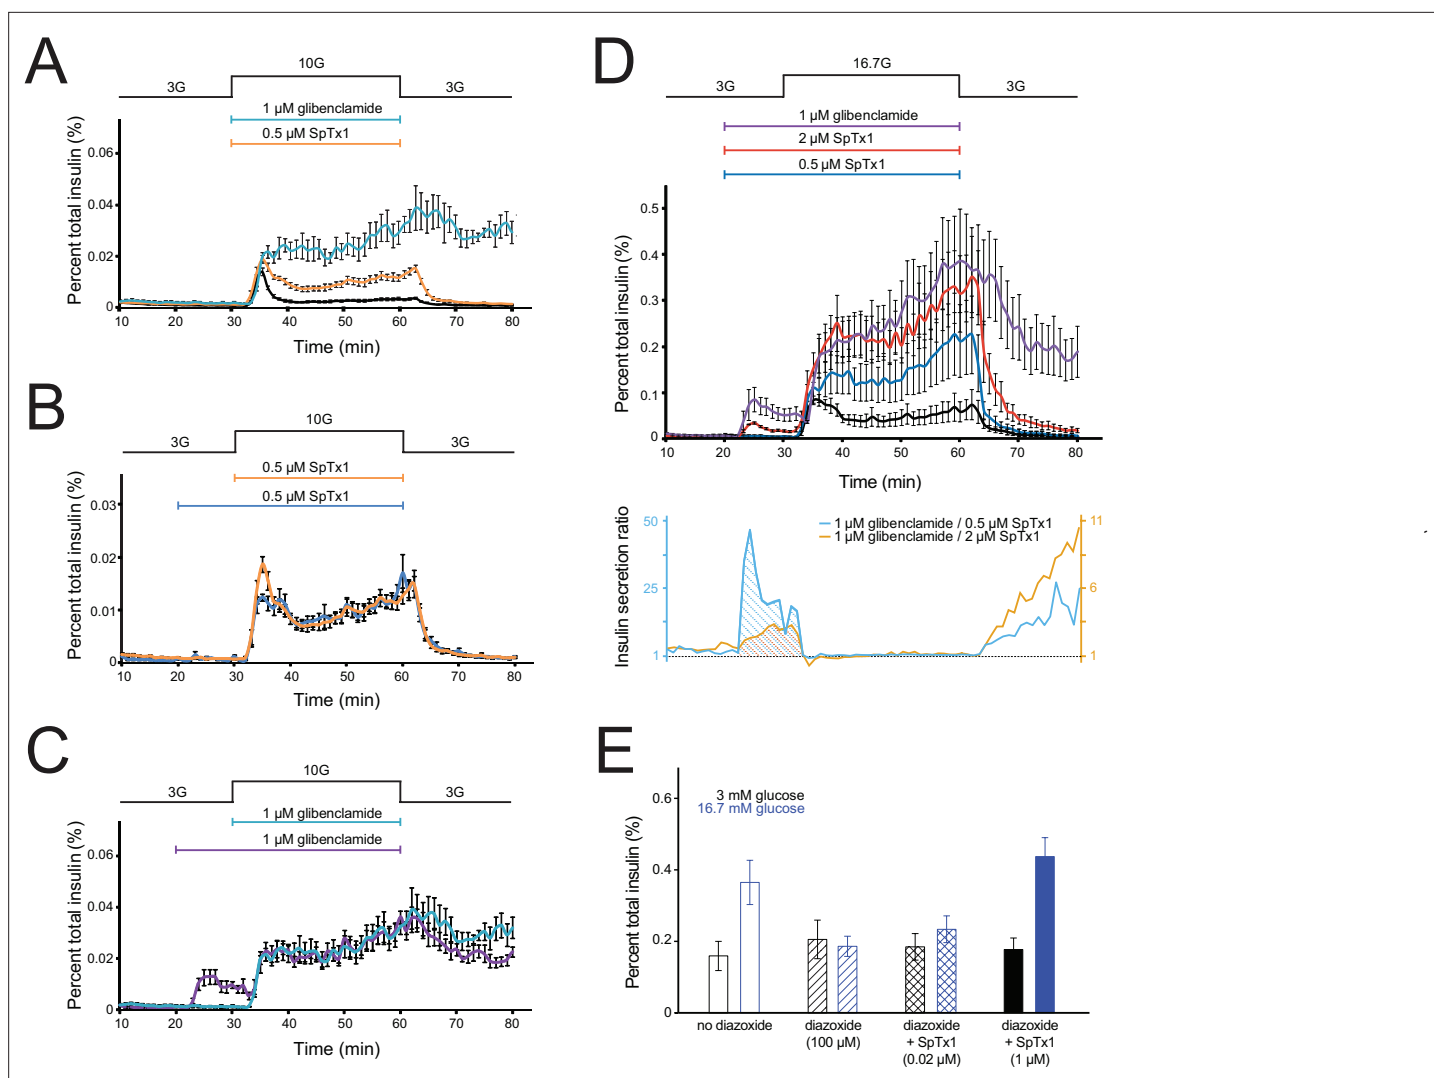 A
10G
3G
3G
1 µM glibenclamide
0.5 µM SpTx1
Percent total insulin (%)
0.06
0.04
0.02
0
10 20 30 40 50 60 70 80
Time (min)
B
10G
3G
3G
0.5 µM SpTx1
0.5 µM SpTx1
Percent total insulin (%)
0.03
0.02
0.01
0
10 20 30 40 50 60 70 80
Time (min)
C
10G
3G
3G
1 µM glibenclamide
1 µM glibenclamide
Percent total insulin (%)
0.06
0.04
0.02
0
10 20 30 40 50 60 70 80
Time (min)
D
16.7G
3G
3G
1 µM glibenclamide
2 µM SpTx1
0.5 µM SpTx1
Percent total insulin (%)
0.5
0.4
0.3
0.2
0.1
0
10 20 30 40 50 60 70 80
Time (min)
Insulin secretion ratio
50
25
1
1 µM glibenclamide / 0.5 µM SpTx1
1 µM glibenclamide / 2 µM SpTx1
11
6
1
E
Percent total insulin (%)
0.6
0.4
0.2
0
3 mM glucose
16.7 mM glucose
no diazoxide
diazoxide
(100 µM)
diazoxide
+ SpTx1
(0.02 µM)
diazoxide
+ SpTx1
(1 µM)